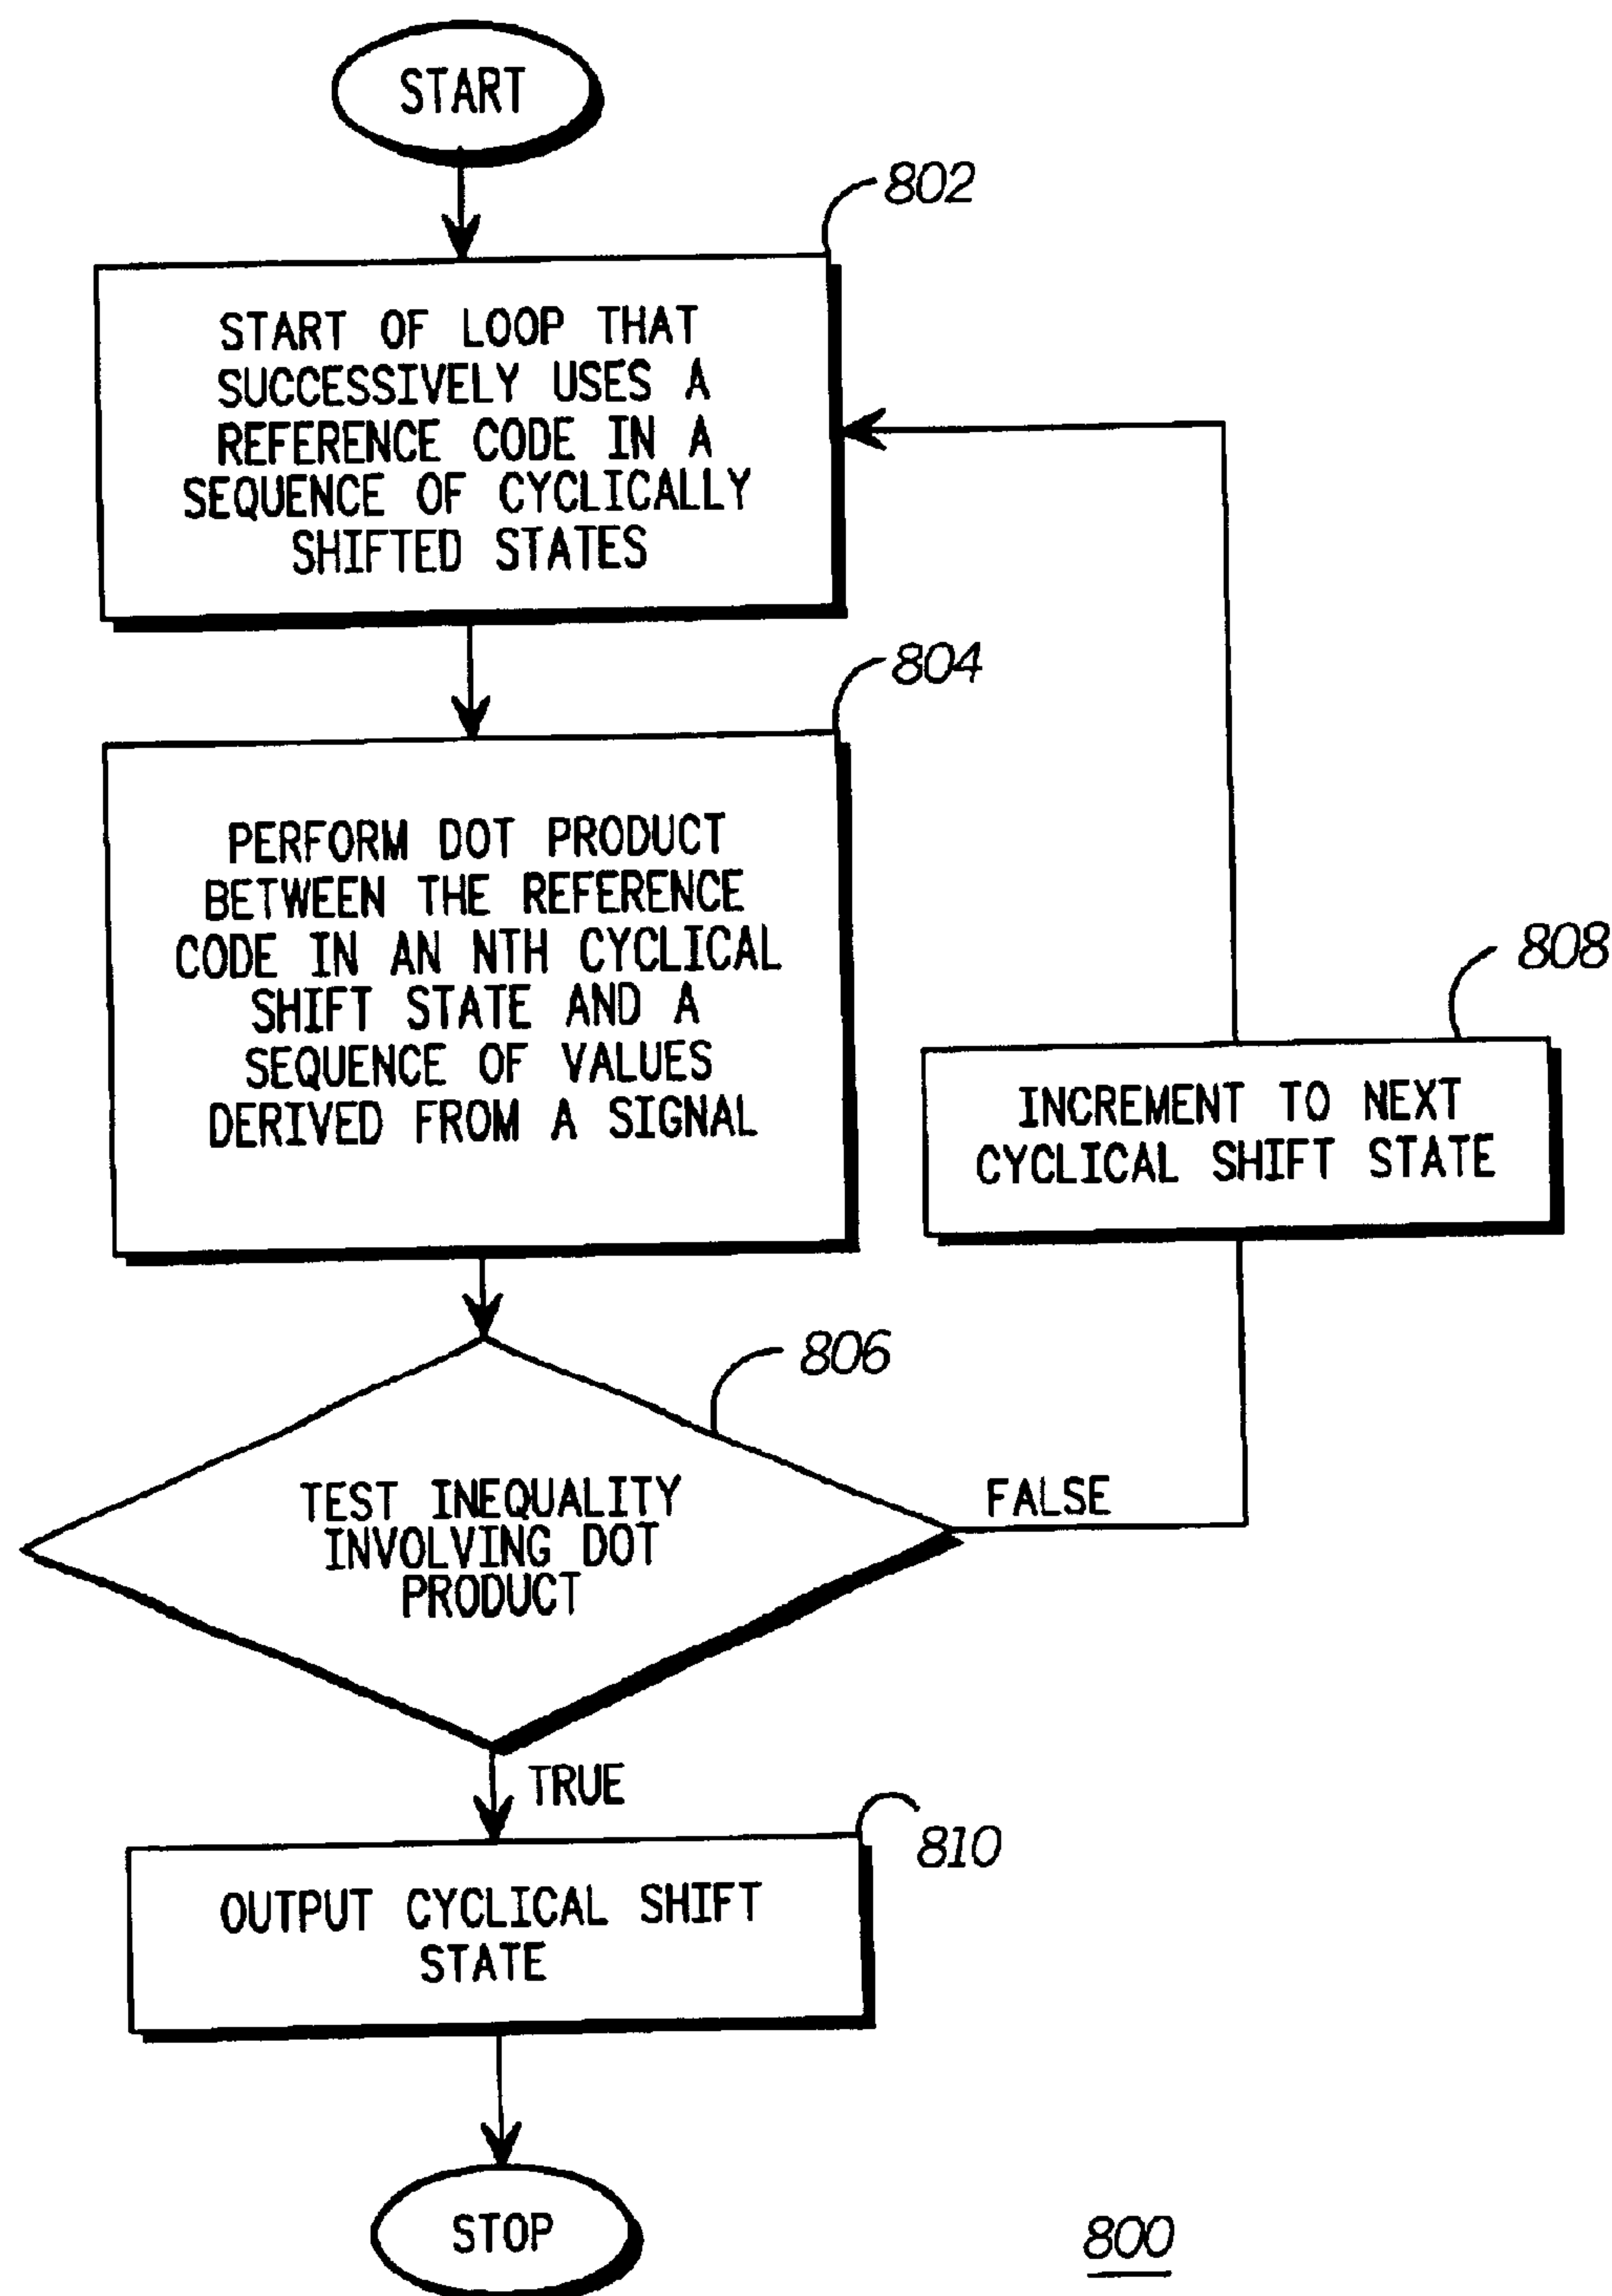 START
802
START OF LOOP THAT
SUCCESSIVELY USES A
REFERENCE CODE IN A
SEQUENCE OF CYCLICALLY
SHIFTED STATES
804
PERFORM DOT PRODUCT
BETWEEN THE REFERENCE
CODE IN AN NTH CYCLICAL
SHIFT STATE AND A
SEQUENCE OF VALUES
DERIVED FROM A SIGNAL
808
INCREMENT TO NEXT
CYCLICAL SHIFT STATE
806
TEST INEQUALITY
INVOLVING DOT
PRODUCT
FALSE
TRUE
810
OUTPUT CYCLICAL SHIFT
STATE
STOP
800